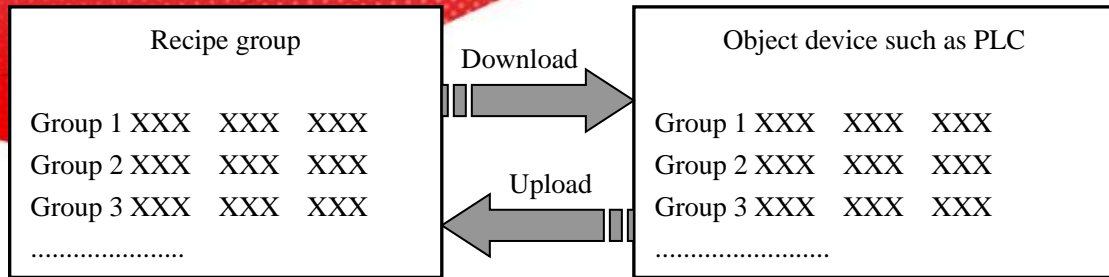 Recipe group
Group 1 XXX XXX XXX
Group 2 XXX XXX XXX
Group 3 XXX XXX XXX
......................
Download
Upload
Object device such as PLC
Group 1 XXX XXX XXX
Group 2 XXX XXX XXX
Group 3 XXX XXX XXX
.........................